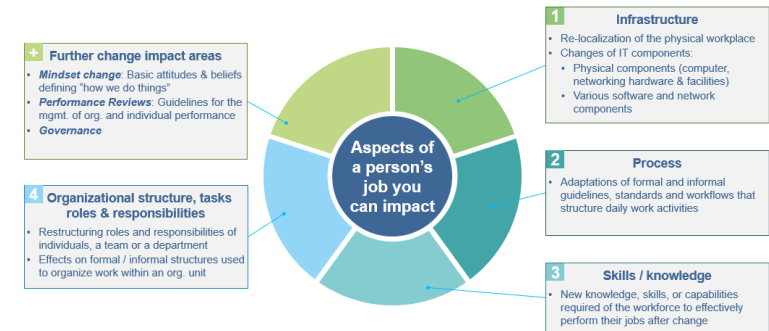 + Further change impact areas
• Mindset change: Basic attitudes & beliefs
defining "how we do things"
• Performance Reviews: Guidelines for the
mgmt. of org. and individual performance
• Governance
1 Infrastructure
• Re-localization of the physical workplace
• Changes of IT components:
• Physical components (computer,
networking hardware & facilities)
• Various software and network
components
Aspects of
a person's
job you
can impact
2 Process
• Adaptations of formal and informal
guidelines, standards and workflows that
structure daily work activities
4 Organizational structure, tasks
roles & responsibilities
• Restructuring roles and responsibilities of
individuals, a team or a department
• Effects on formal / informal structures used
to organize work within an org. unit
3 Skills / knowledge
• New knowledge, skills, or capabilities
required of the workforce to effectively
perform their jobs after change